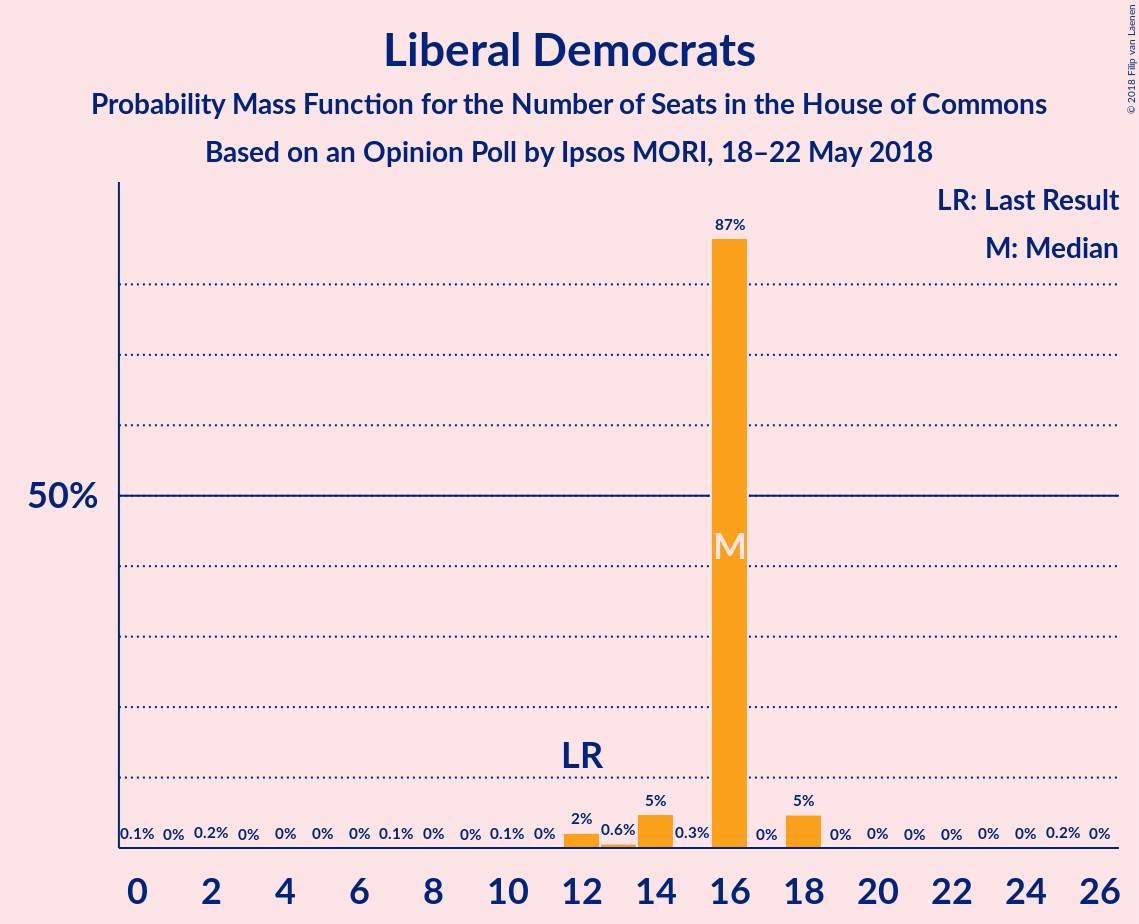 Liberal Democrats
Probability Mass Function for the Number of Seats in the House of Commons
Based on an Opinion Poll by Ipsos MORI, 18–22 May 2018
© 2018 Filip van Laenen
LR: Last Result
M: Median
87%
50%
M
LR
5%
5%
2%
0.1% 0% 0.2% 0% 0% 0% 0% 0.1% 0% 0% 0.1% 0% 0.6% 0.3% 0% 0% 0% 0% 0% 0% 0% 0.2% 0%
0 2 4 6 8 10 12 14 16 18 20 22 24 26